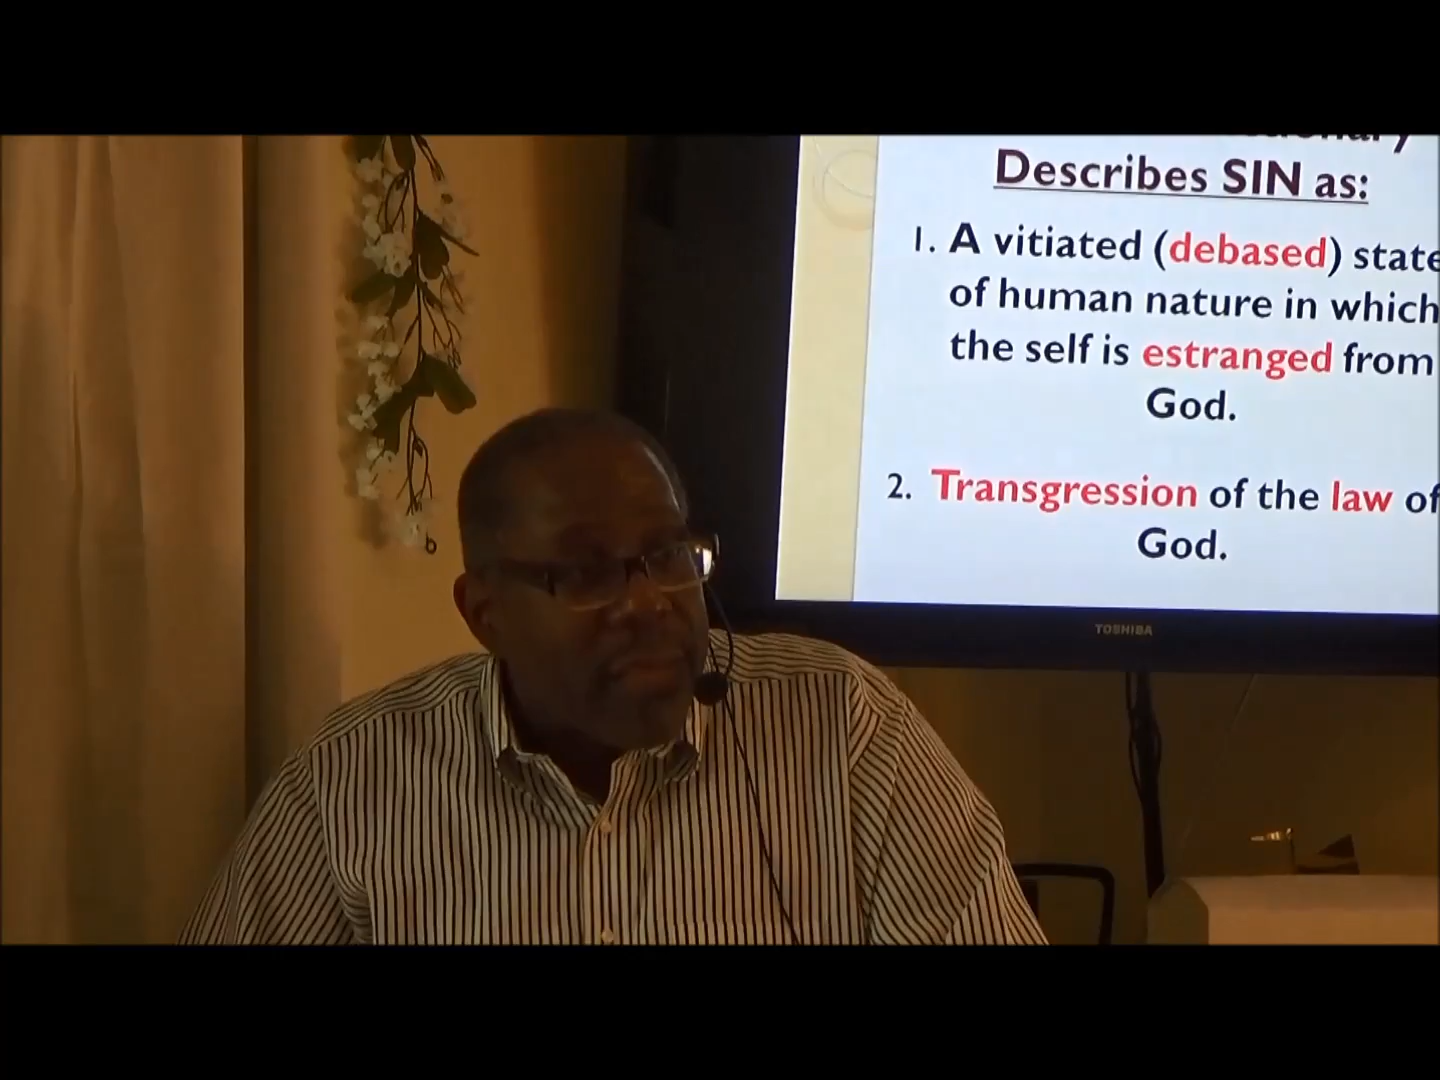 Describes SIN as:
1. A vitiated (debased) state
of human nature in which
the self is estranged from
God.
2. Transgression of the law of
God.
TOSHIBA